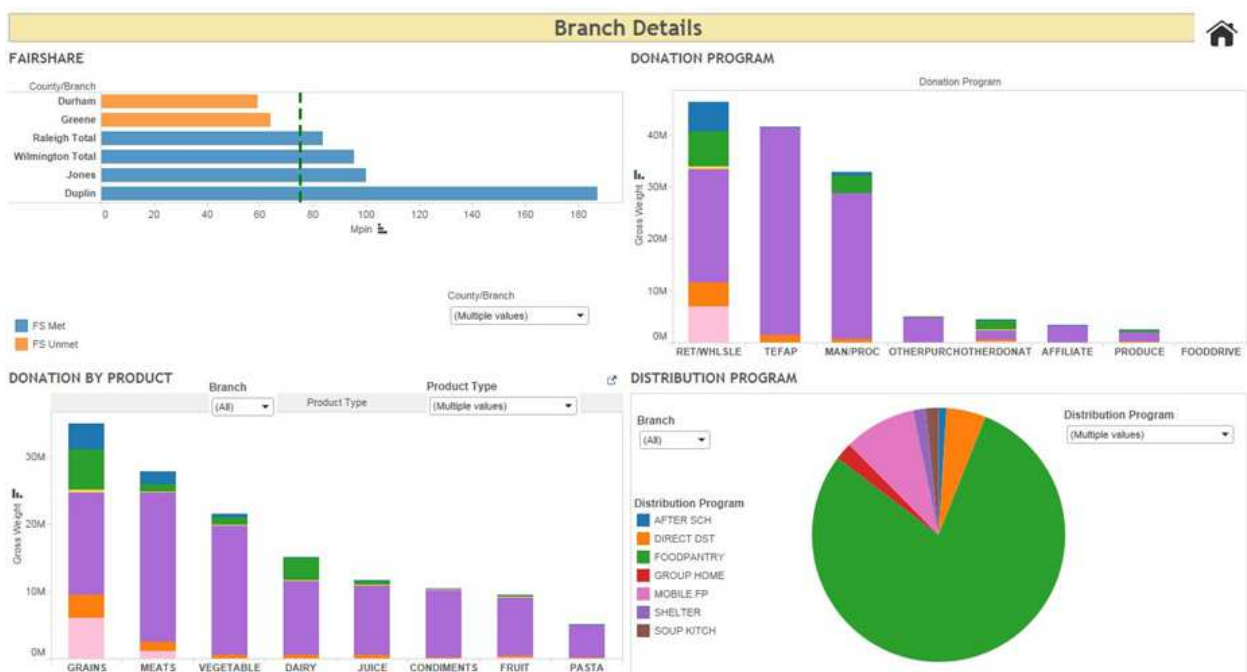 Branch Details
FAIRSHARE
County/Branch
Durham
Greene
Raleigh Total
Wilmington Total
Jones
Duplin
0 20 40 60 80 100 120 140 160 180
Mpin
County/Branch
(Multiple values)
FS Met
FS Unmet
DONATION PROGRAM
Donation Program
Gross Weight
40M
30M
20M
10M
0M
RET/WHLSLE TEFAP MAN/PROC OTHERPURCHOTHERDONAT AFFILIATE PRODUCE FOODDRIVE
DONATION BY PRODUCT
Branch
(All)
Product Type
Product Type
(Multiple values)
Gross Weight
30M
20M
10M
0M
GRAINS MEATS VEGETABLE DAIRY JUICE CONDIMENTS FRUIT PASTA
DISTRIBUTION PROGRAM
Branch
(All)
Distribution Program
(Multiple values)
Distribution Program
AFTER SCH
DIRECT DST
FOODPANTRY
GROUP HOME
MOBILE FP
SHELTER
SOUP KITCH